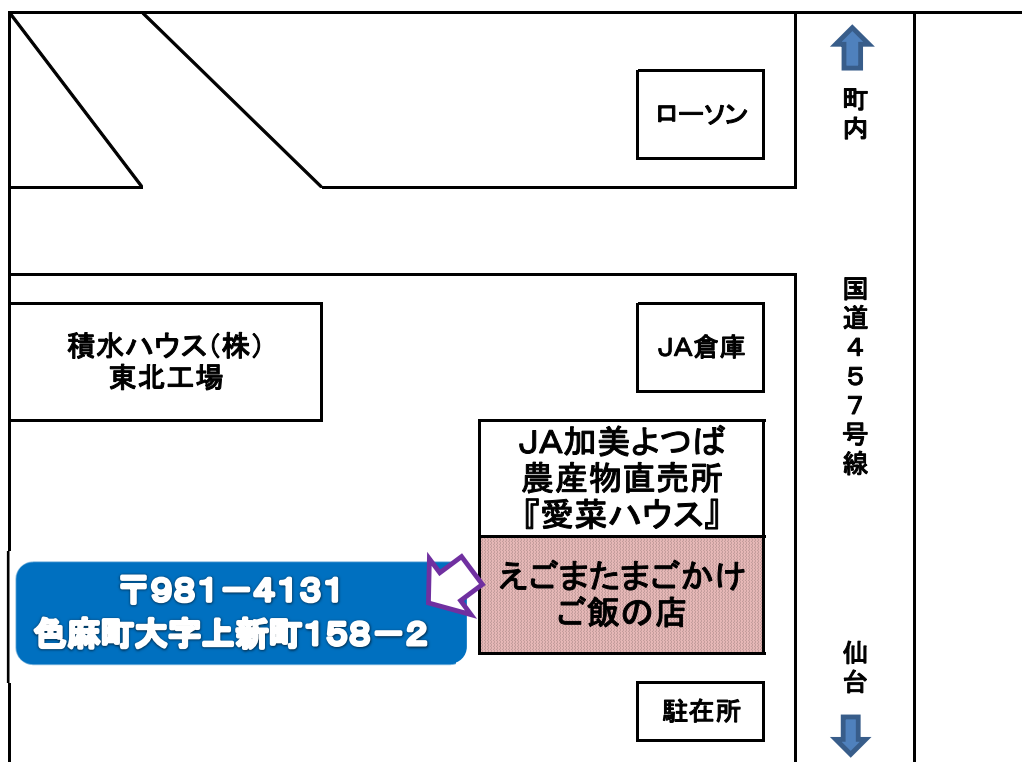 町内
ローソン
国道457号線
積水ハウス（株）
東北工場
JA倉庫
JA加美よつば
農産物直売所
『愛菜ハウス』
えごまたまごかけ
ご飯の店
〒981－4131
色麻町大字上新町158－2
仙台
駐在所